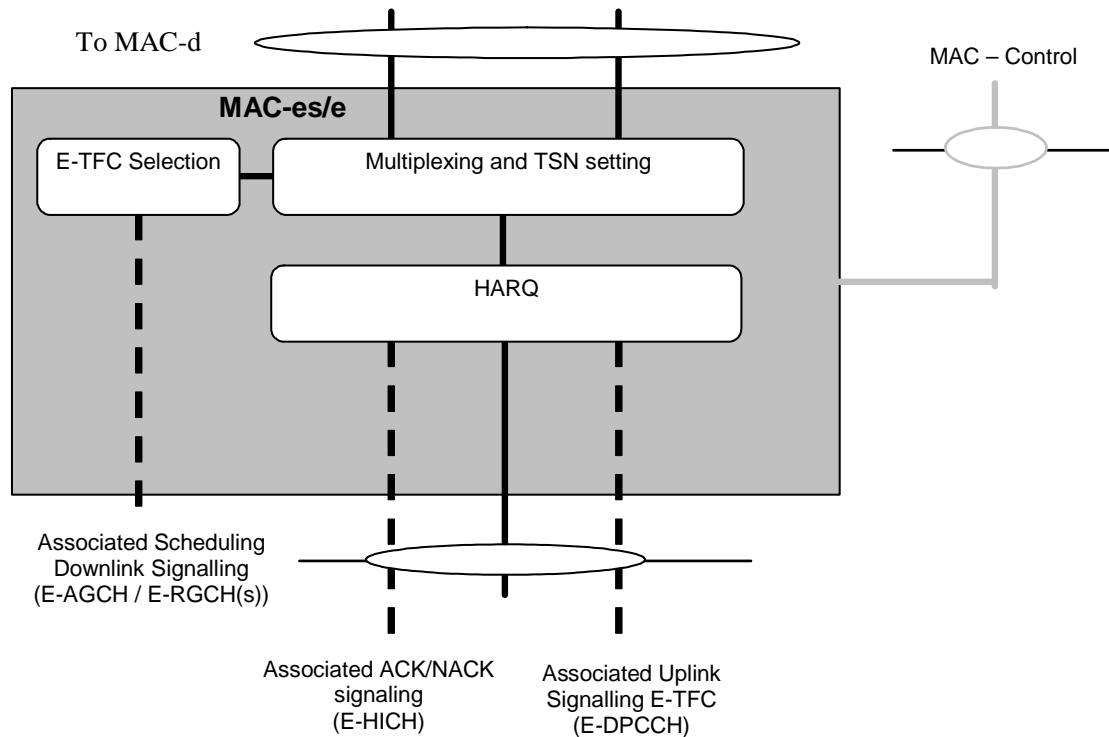 To MAC-d
MAC – Control
MAC-es/e
E-TFC Selection
Multiplexing and TSN setting
HARQ
Associated Scheduling
Downlink Signalling
(E-AGCH / E-RGCH(s))
Associated ACK/NACK
signaling
(E-HICH)
Associated Uplink
Signalling E-TFC
(E-DPCCH)